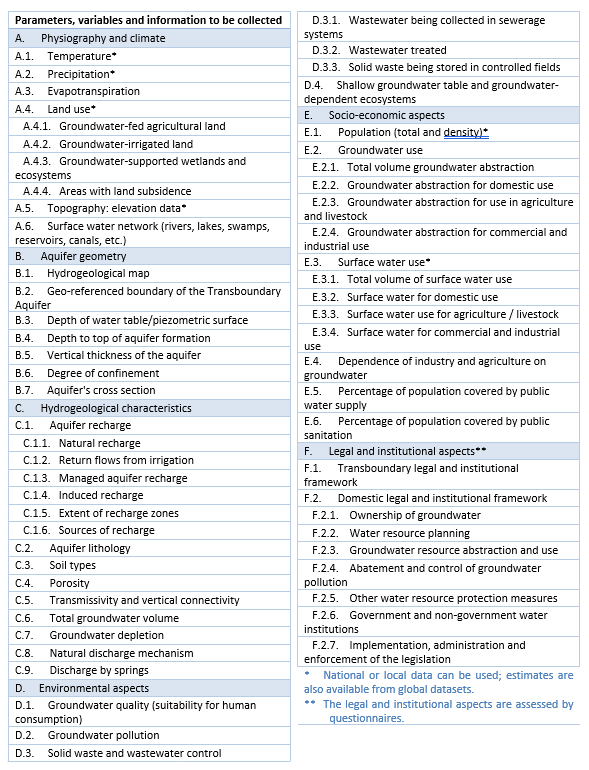 Parameters, variables and information to be collected
A. Physiography and climate
A.1. Temperature*
A.2. Precipitation*
A.3. Evapotranspiration
A.4. Land use*
A.4.1. Groundwater-fed agricultural land
A.4.2. Groundwater-irrigated land
A.4.3. Groundwater-supported wetlands and
ecosystems
A.4.4. Areas with land subsidence
A.5. Topography: elevation data*
A.6. Surface water network (rivers, lakes, swamps,
reservoirs, canals, etc.)
B. Aquifer geometry
B.1. Hydrogeological map
B.2. Geo-referenced boundary of the Transboundary
Aquifer
B.3. Depth of water table/piezometric surface
B.4. Depth to top of aquifer formation
B.5. Vertical thickness of the aquifer
B.6. Degree of confinement
B.7. Aquifer's cross section
C. Hydrogeological characteristics
C.1. Aquifer recharge
C.1.1. Natural recharge
C.1.2. Return flows from irrigation
C.1.3. Managed aquifer recharge
C.1.4. Induced recharge
C.1.5. Extent of recharge zones
C.1.6. Sources of recharge
C.2. Aquifer lithology
C.3. Soil types
C.4. Porosity
C.5. Transmissivity and vertical connectivity
C.6. Total groundwater volume
C.7. Groundwater depletion
C.8. Natural discharge mechanism
C.9. Discharge by springs
D. Environmental aspects
D.1. Groundwater quality (suitability for human
consumption)
D.2. Groundwater pollution
D.3. Solid waste and wastewater control
D.3.1. Wastewater being collected in sewerage
systems
D.3.2. Wastewater treated
D.3.3. Solid waste being stored in controlled fields
D.4. Shallow groundwater table and groundwater-
dependent ecosystems
E. Socio-economic aspects
E.1. Population (total and density)*
E.2. Groundwater use
E.2.1. Total volume groundwater abstraction
E.2.2. Groundwater abstraction for domestic use
E.2.3. Groundwater abstraction for use in agriculture
and livestock
E.2.4. Groundwater abstraction for commercial and
industrial use
E.3. Surface water use*
E.3.1. Total volume of surface water use
E.3.2. Surface water for domestic use
E.3.3. Surface water use for agriculture / livestock
E.3.4. Surface water for commercial and industrial
use
E.4. Dependence of industry and agriculture on
groundwater
E.5. Percentage of population covered by public
water supply
E.6. Percentage of population covered by public
sanitation
F. Legal and institutional aspects**
F.1. Transboundary legal and institutional
framework
F.2. Domestic legal and institutional framework
F.2.1. Ownership of groundwater
F.2.2. Water resource planning
F.2.3. Groundwater resource abstraction and use
F.2.4. Abatement and control of groundwater
pollution
F.2.5. Other water resource protection measures
F.2.6. Government and non-government water
institutions
F.2.7. Implementation, administration and
enforcement of the legislation
* National or local data can be used; estimates are
also available from global datasets.
** The legal and institutional aspects are assessed by
questionnaires.